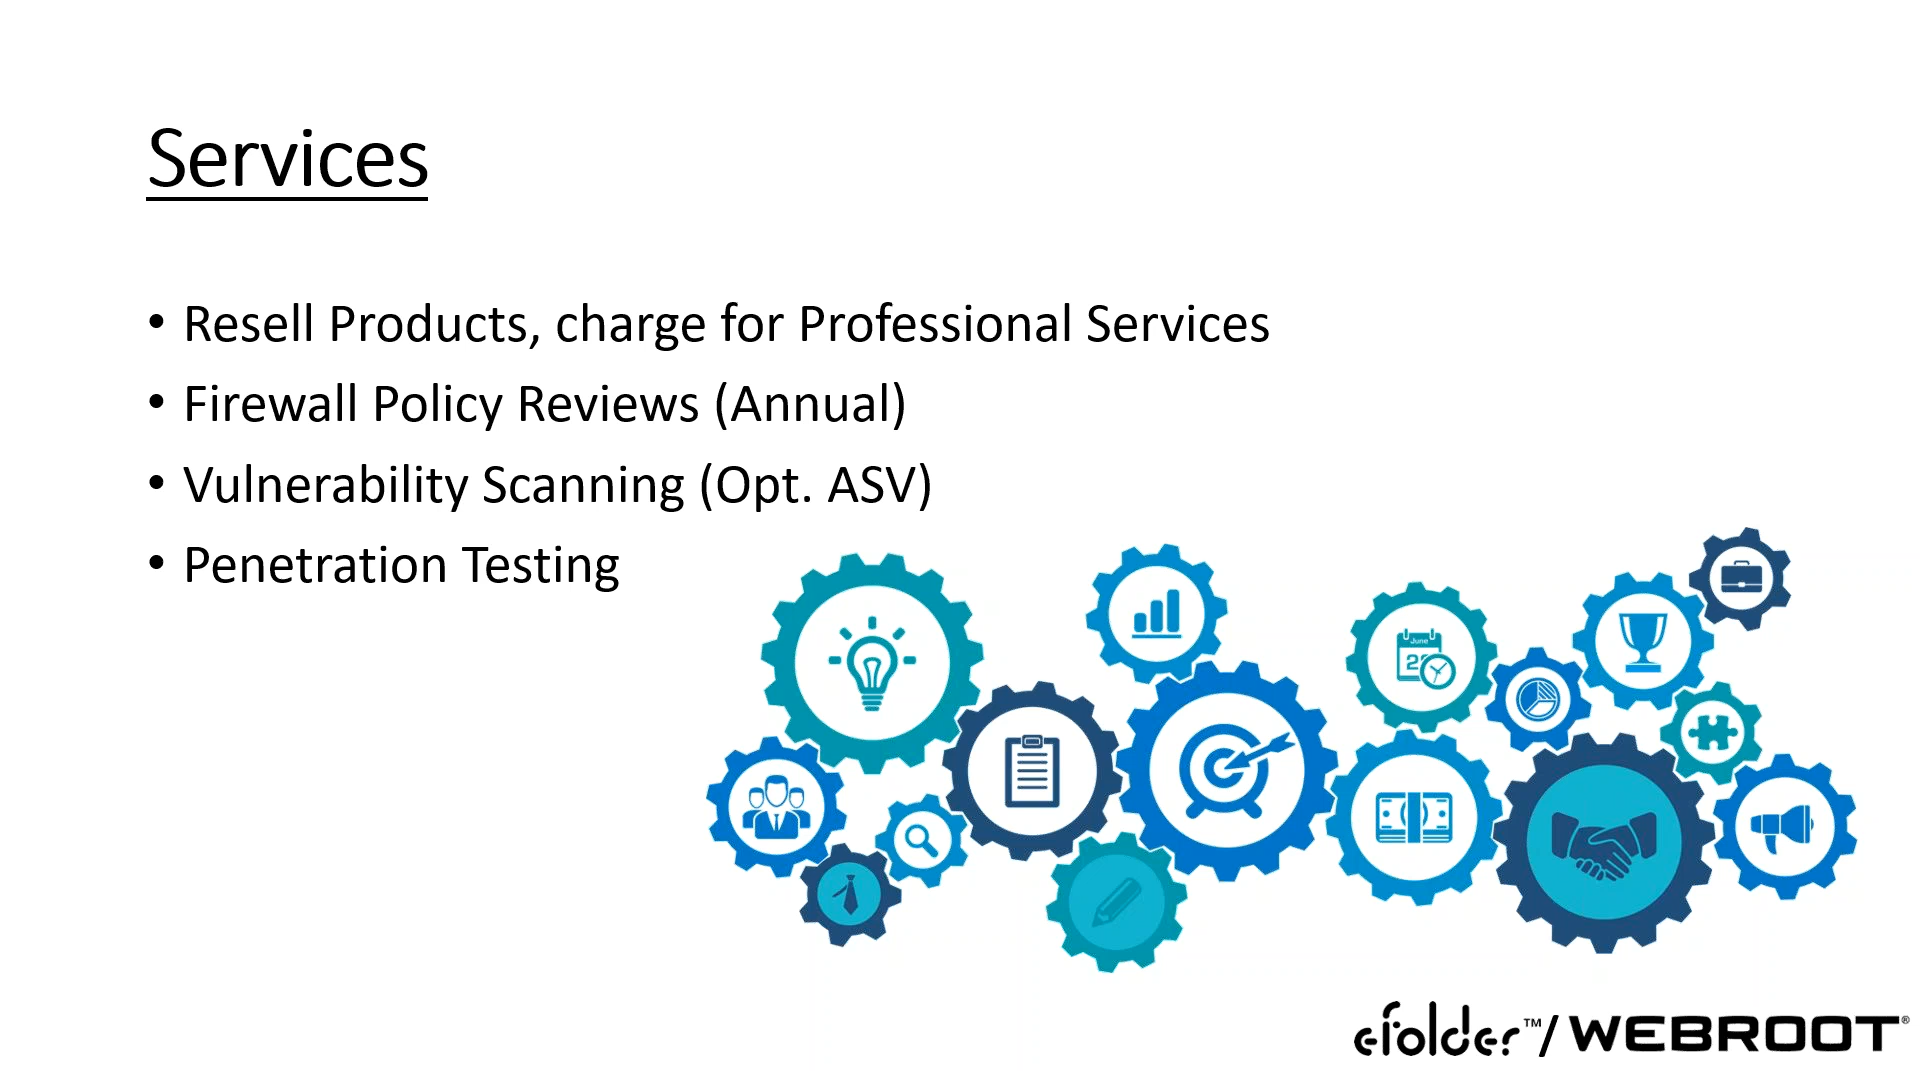 Services
• Resell Products, charge for Professional Services
• Firewall Policy Reviews (Annual)
• Vulnerability Scanning (Opt. ASV)
• Penetration Testing
June
efolder™/WEBROOT®